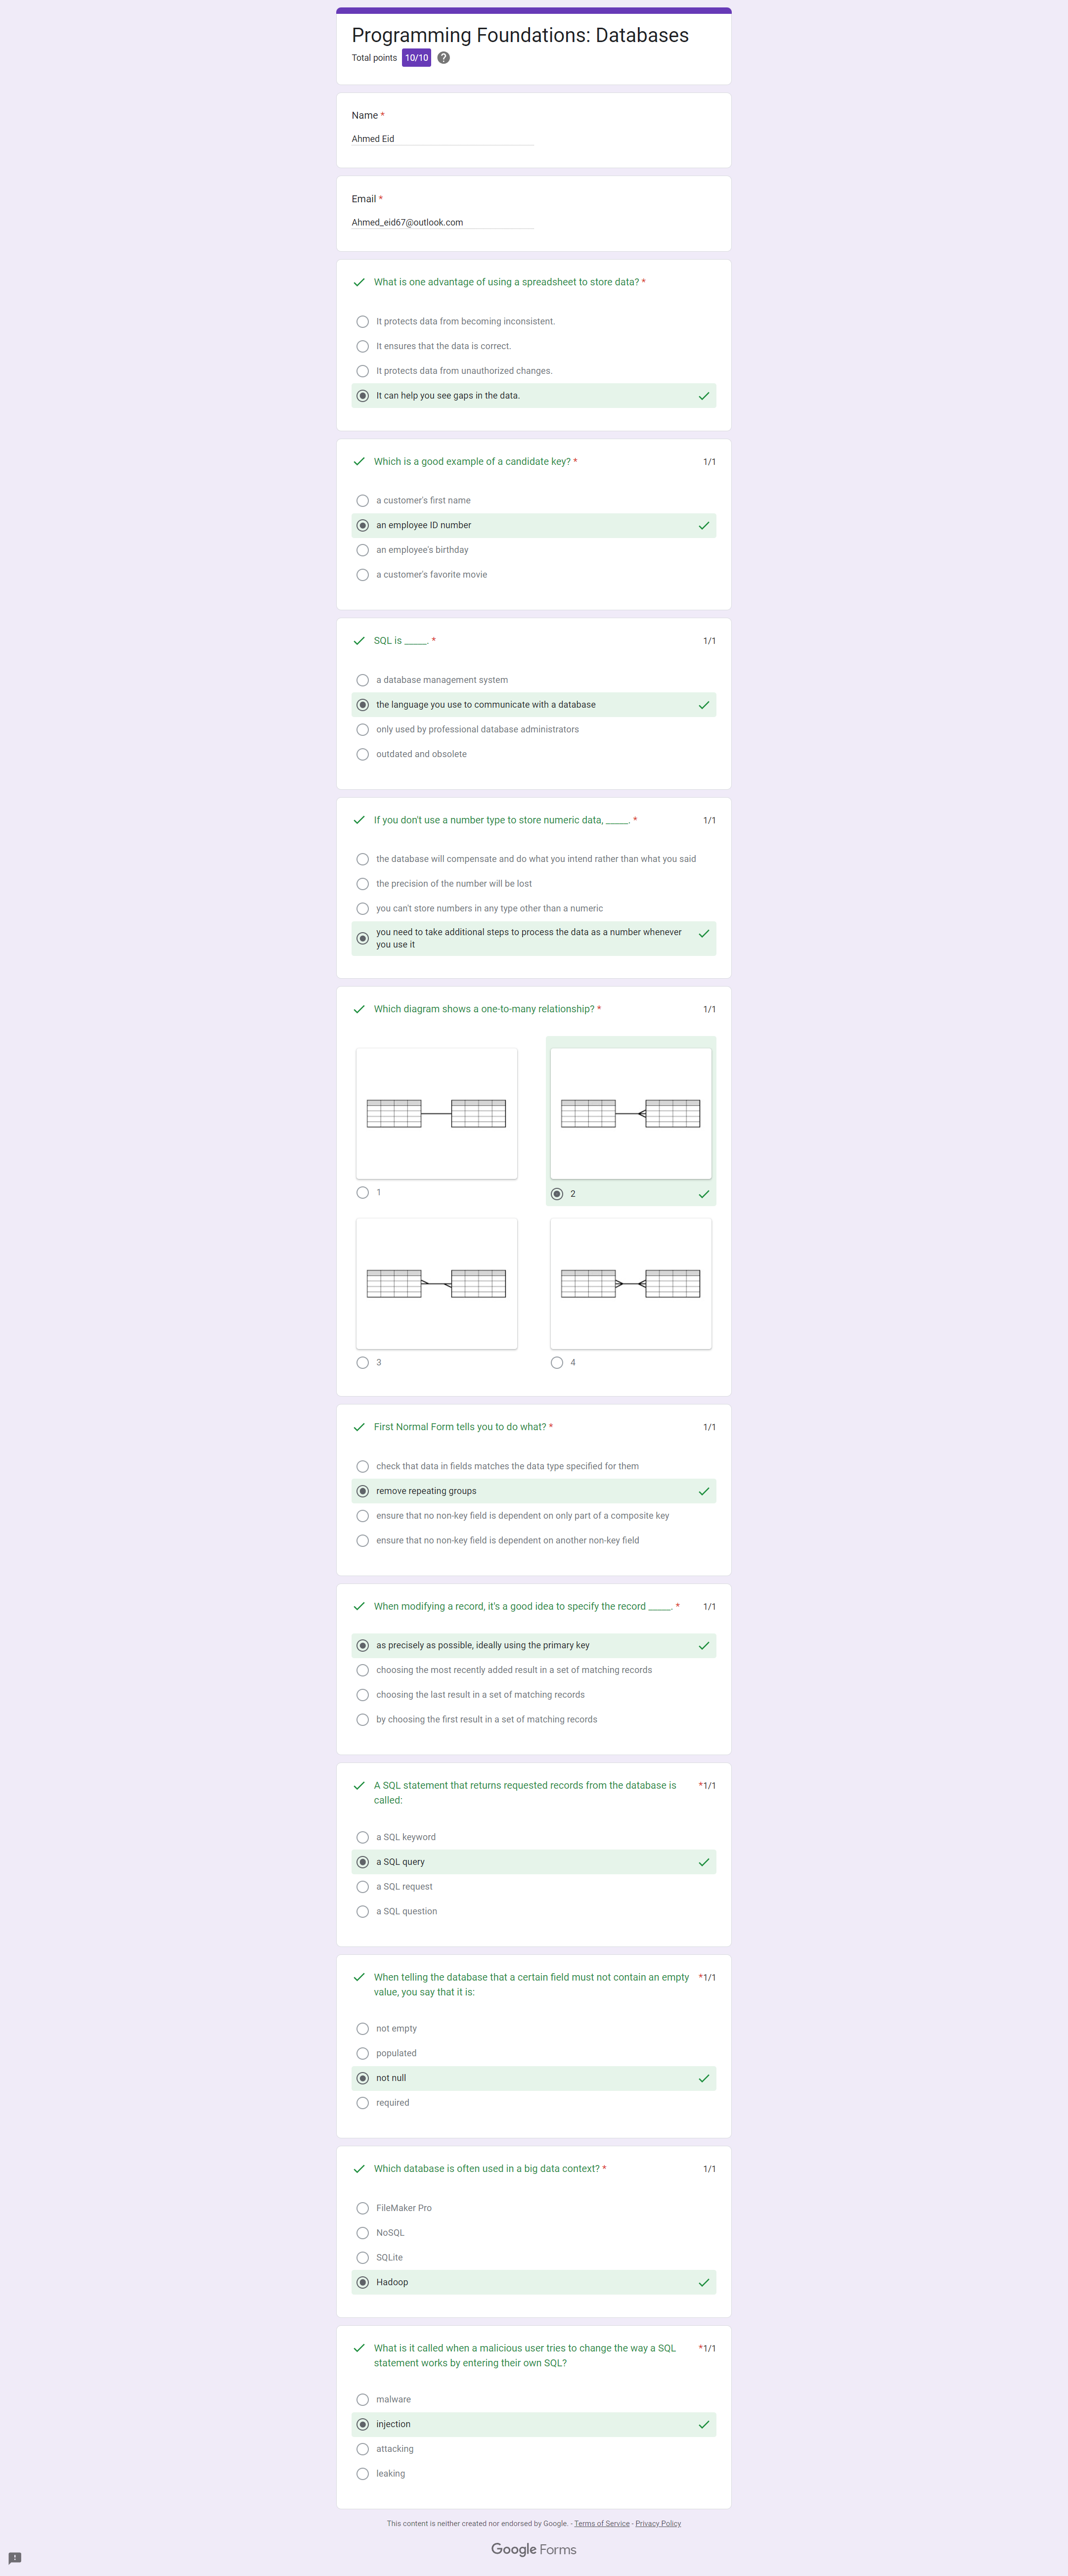 Programming Foundations: Databases
Total points 10/10
Name *
Ahmed Eid
Email *
Ahmed_eid67@outlook.com
What is one advantage of using a spreadsheet to store data? *
It protects data from becoming inconsistent.
It ensures that the data is correct.
It protects data from unauthorized changes.
It can help you see gaps in the data.
Which is a good example of a candidate key? * 1/1
a customer's first name
an employee ID number
an employee's birthday
a customer's favorite movie
SQL is _____. * 1/1
a database management system
the language you use to communicate with a database
only used by professional database administrators
outdated and obsolete
If you don't use a number type to store numeric data, _____. * 1/1
the database will compensate and do what you intend rather than what you said
the precision of the number will be lost
you can't store numbers in any type other than a numeric
you need to take additional steps to process the data as a number whenever
you use it
Which diagram shows a one-to-many relationship? * 1/1
1
2
3
4
First Normal Form tells you to do what? * 1/1
check that data in fields matches the data type specified for them
remove repeating groups
ensure that no non-key field is dependent on only part of a composite key
ensure that no non-key field is dependent on another non-key field
When modifying a record, it's a good idea to specify the record _____. * 1/1
as precisely as possible, ideally using the primary key
choosing the most recently added result in a set of matching records
choosing the last result in a set of matching records
by choosing the first result in a set of matching records
A SQL statement that returns requested records from the database is *1/1
called:
a SQL keyword
a SQL query
a SQL request
a SQL question
When telling the database that a certain field must not contain an empty *1/1
value, you say that it is:
not empty
populated
not null
required
Which database is often used in a big data context? * 1/1
FileMaker Pro
NoSQL
SQLite
Hadoop
What is it called when a malicious user tries to change the way a SQL *1/1
statement works by entering their own SQL?
malware
injection
attacking
leaking
This content is neither created nor endorsed by Google. - Terms of Service - Privacy Policy
Google Forms